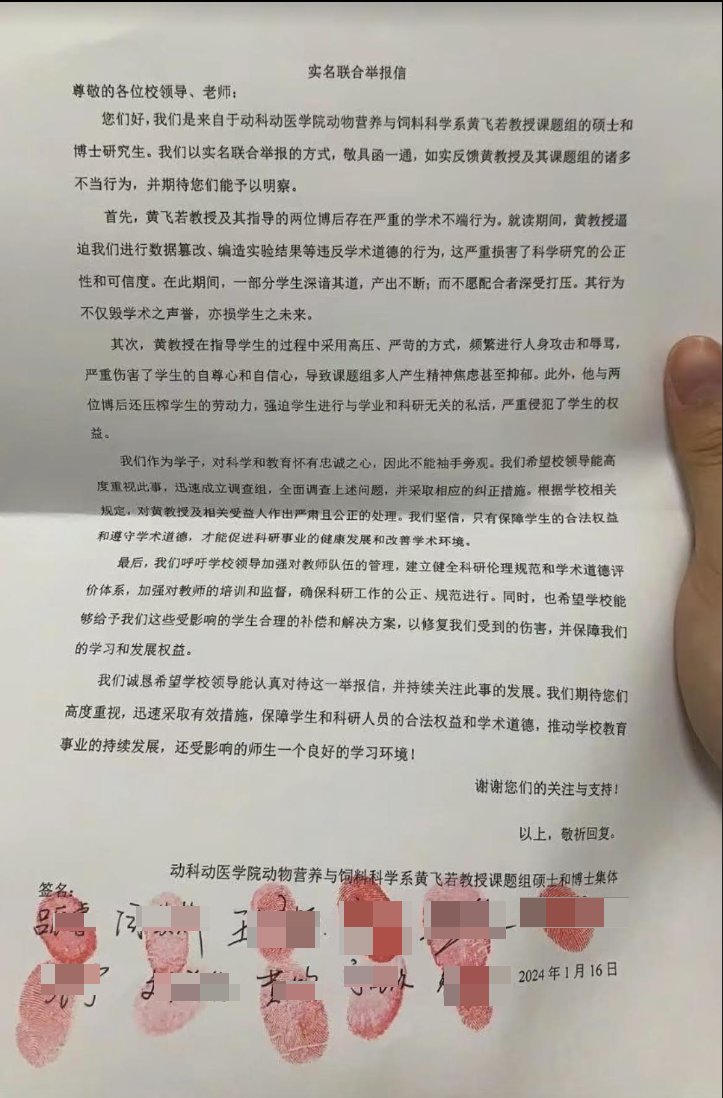 实名联合举报信
尊敬的各位校领导、老师：
您们好，我们是来自于动科动医学院动物营养与饲料科学系黄飞若教授课题组的硕士和
博士研究生。我们以实名联合举报的方式，敬具函一通，如实反馈黄教授及其课题组的诸多
不当行为，并期待您们能予以明察。
首先，黄飞若教授及其指导的两位博后存在严重的学术不端行为。就读期间，黄教授逼
迫我们进行数据篡改、编造实验结果等违反学术道德的行为，这严重损害了科学研究的公正
性和可信度。在此期间，一部分学生深谙其道，产出不断；而不愿配合者深受打压。其行为
不仅毁学术之声誉，亦损学生之未来。
其次，黄教授在指导学生的过程中采用高压、严苛的方式，频繁进行人身攻击和辱骂，
严重伤害了学生的自尊心和自信心，导致课题组多人产生精神焦虑甚至抑郁。此外，他与两
位博后还压榨学生的劳动力，强迫学生进行与学业和科研无关的私活，严重侵犯了学生的权
益。
我们作为学子，对科学和教育怀有忠诚之心，因此不能袖手旁观。我们希望校领导能高
度重视此事，迅速成立调查组，全面调查上述问题，并采取相应的纠正措施。根据学校相关
规定，对黄教授及相关受益人作出严肃且公正的处理。我们坚信，只有保障学生的合法权益
和遵守学术道德，才能促进科研事业的健康发展和改善学术环境。
最后，我们呼吁学校领导加强对教师队伍的管理，建立健全科研伦理规范和学术道德评
价体系，加强对教师的培训和监督，确保科研工作的公正、规范进行。同时，也希望学校能
够给予我们这些受影响的学生合理的补偿和解决方案，以修复我们受到的伤害，并保障我们
的学习和发展权益。
我们诚恳希望学校领导能认真对待这一举报信，并持续关注此事的发展。我们期待您们
高度重视，迅速采取有效措施，保障学生和科研人员的合法权益和学术道德，推动学校教育
事业的持续发展，还受影响的师生一个良好的学习环境！
谢谢您们的关注与支持！
以上，敬祈回复。
动科动医学院动物营养与饲料科学系黄飞若教授课题组硕士和博士集体
签名：
2024年1月16日